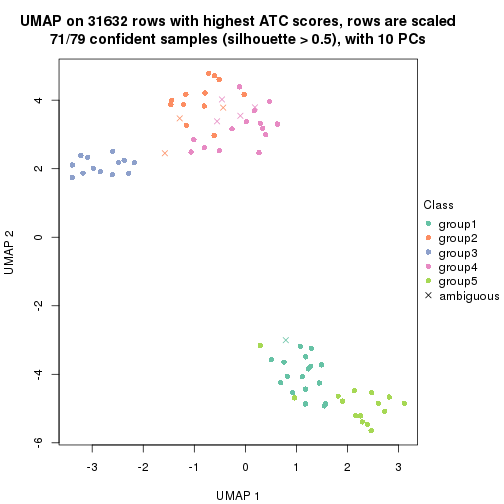 UMAP on 31632 rows with highest ATC scores, rows are scaled
71/79 confident samples (silhouette > 0.5), with 10 PCs
4
2
0
-2
-4
-6
UMAP 2
-3
-2
-1
0
1
2
3
UMAP 1
Class
group1
group2
group3
group4
group5
ambiguous